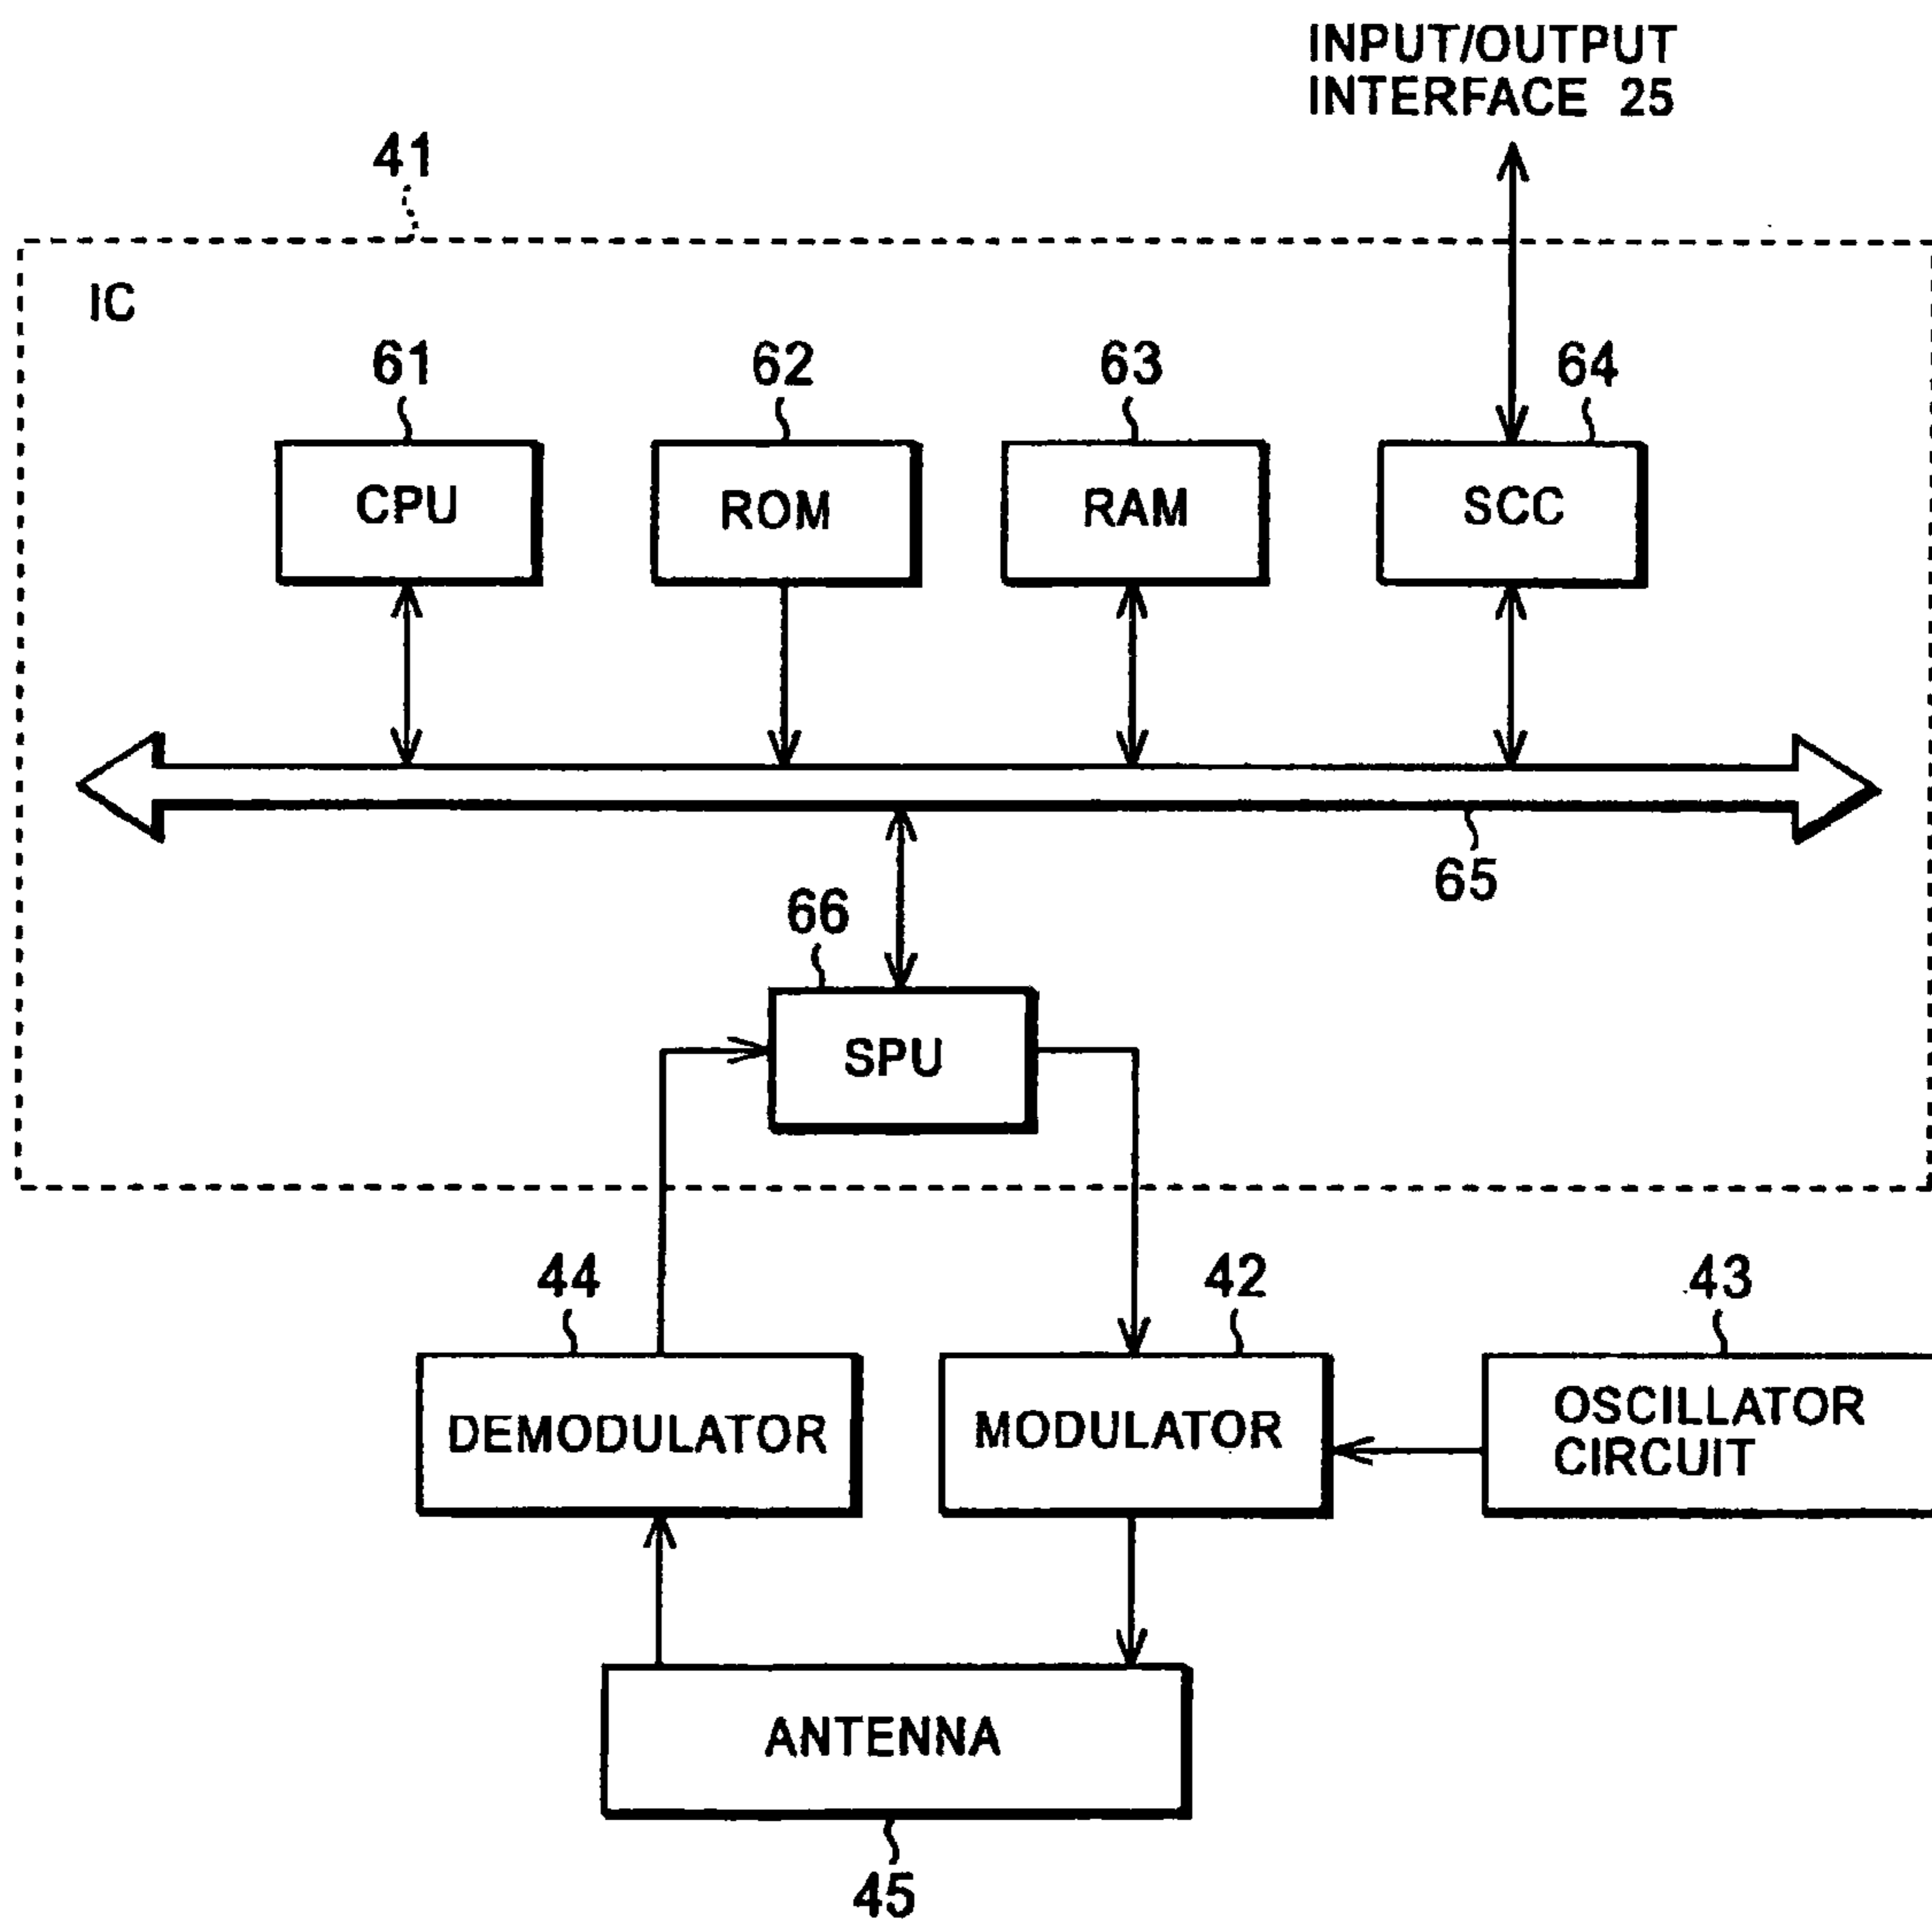 INPUT/OUTPUT
INTERFACE 25
41
IC
61
62
63
64
CPU
ROM
RAM
SCC
65
66
SPU
44
42
43
DEMODULATOR
MODULATOR
OSCILLATOR
CIRCUIT
ANTENNA
45